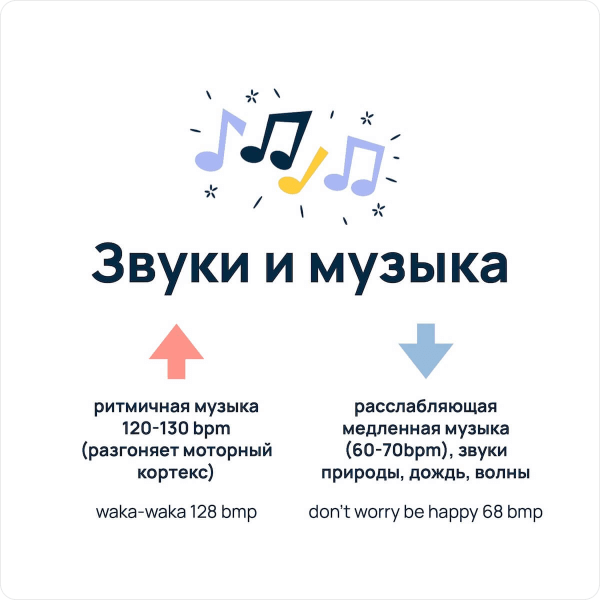 Звуки и музыка
ритмичная музыка
120-130 bpm
(разгоняет моторный
кортекс)
waka-waka 128 bmp
расслабляющая
медленная музыка
(60-70bpm), звуки
природы, дождь, волны
don't worry be happy 68 bmp